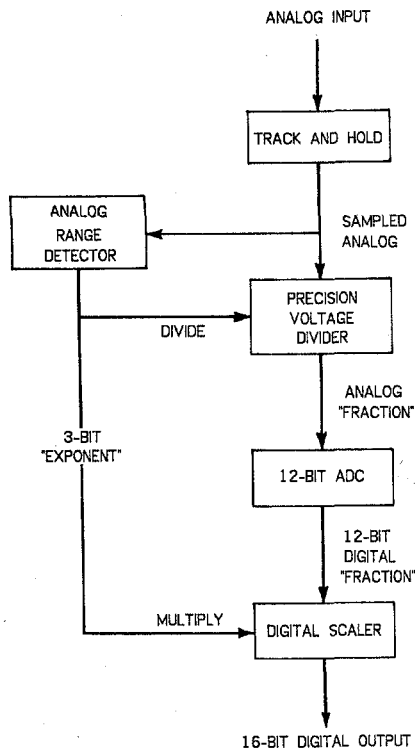 ANALOG INPUT
TRACK AND HOLD
ANALOG
RANGE
DETECTOR
SAMPLED
ANALOG
PRECISION
VOLTAGE
DIVIDER
DIVIDE
ANALOG
"FRACTION"
3-BIT
"EXPONENT"
12-BIT ADC
12-BIT
DIGITAL
"FRACTION"
MULTIPLY
DIGITAL SCALER
16-BIT DIGITAL OUTPUT